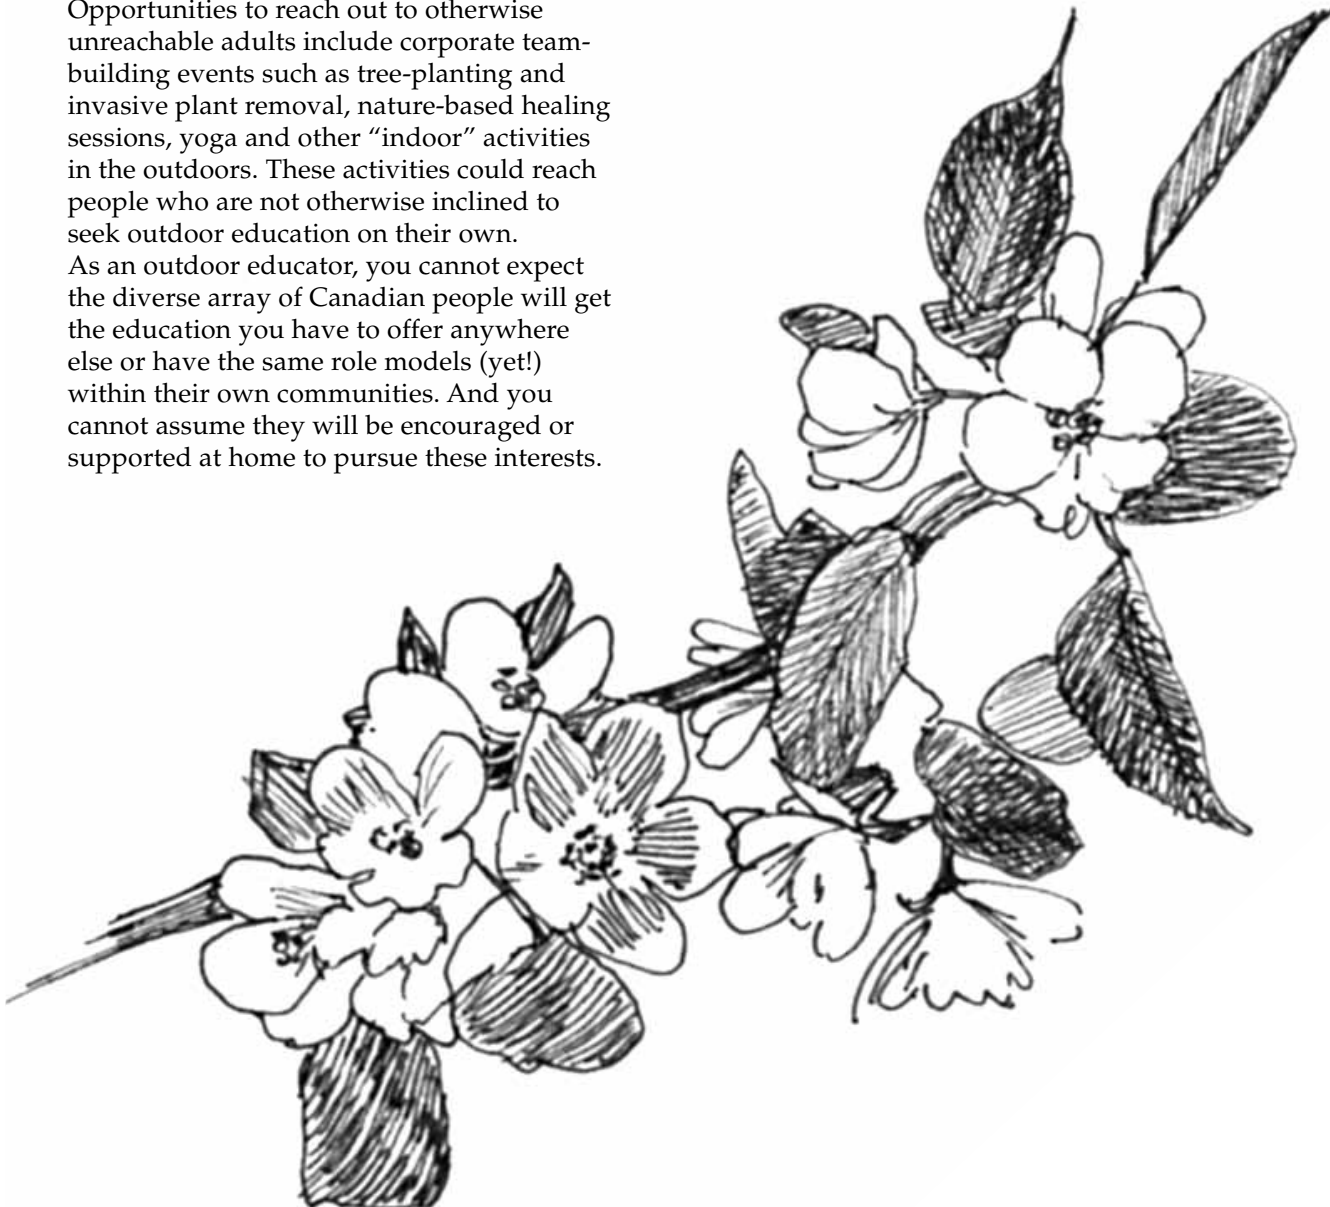 Opportunities to reach out to otherwise
unreachable adults include corporate team-
building events such as tree-planting and
invasive plant removal, nature-based healing
sessions, yoga and other “indoor” activities
in the outdoors. These activities could reach
people who are not otherwise inclined to
seek outdoor education on their own.
As an outdoor educator, you cannot expect
the diverse array of Canadian people will get
the education you have to offer anywhere
else or have the same role models (yet!)
within their own communities. And you
cannot assume they will be encouraged or
supported at home to pursue these interests.